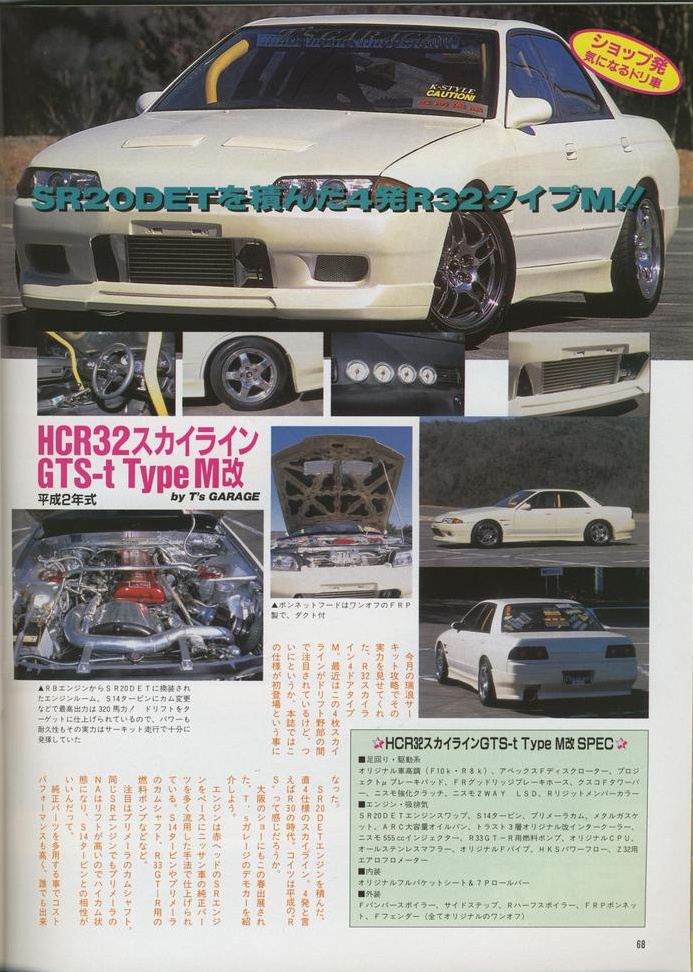 ショップ発
気になるドリ車
K-STYLE
CAUTION!
SR20DETを積んだ4発R32タイプM!!
HCR32スカイライン
GTS-t Type M改
平成2年式
by T's GARAGE
▲ボンネットフードはワンオフのFRP
製で、ダクト付
▲RBエンジンからSR20DETに換装され
たエンジンルーム。S14タービンにカム変更
などで最高出力は320馬力！ ドリフトをタ
ーゲットに仕上げられているので、パワーも
耐久性もその実力はサーキット走行で十分に
発揮していた
今月の瑞浪サー
キット攻略でその
実力を見せてくれ
た、R32スカイラ
イン4ドアタイプ
M。最近はこの4枚スカイ
ラインがドリフト野郎の間
で注目されているけど、つ
いにというか、本誌ではこ
の仕様が初登場という事に
なった。
SR20DETエンジンを積んだ、
直4仕様のスカイライン。4発と言
えばR30の時代。コイツは平成のR
S。って感じだろうか。
大阪のショーにもこの春出展され
た、T'sガレージのデモカーを紹
介しよう。
エンジンは赤ヘッドのSRエンジ
ンをベースにニッサン車の純正パー
ツを多く流用した手法で仕上げられ
ている。S14タービンやプリメーラ
のカムシャフト、R33GT-R用の
燃料ポンプなどなど。
注目はプリメーラのカムシャフト。
同じSRエンジンでもプリメーラの
NAはリフトが高いのでハイカム状
態になり、S14タービンとの相性が
いいんだって。
純正パーツを多用する事でコスト
パフォーマンスも高く、誰でも出来
☆HCR32スカイラインGTS-t Type M改 SPEC☆
■足回り・駆動系
オリジナル車高調（F10k・R8k）、アペックスFディスクローター、プロジ
ェクトμブレーキパッド、FRグッドリッジブレーキホース、クスコFタワーバ
ー、ニスモ強化クラッチ、ニスモ2WAY LSD、Rリジットメンバーカラー
■エンジン・吸排気
SR20DETエンジンスワップ、S14タービン、プリメーラカム、メタルガスケ
ット、ARC大容量オイルパン、トラスト3層オリジナル改インタークーラー、
ニスモ555ccインジェクター、R33GT-R用燃料ポンプ、オリジナルCPU、
オールステンレスマフラー、オリジナルFパイプ、HKSパワーフロー、Z32用
エアロフロメーター
■内装
オリジナルフルバケットシート＆7Pロールバー
■外装
Fバンパースポイラー、サイドステップ、Rハーフスポイラー、FRPボンネッ
ト、Fフェンダー（全てオリジナルのワンオフ）
68